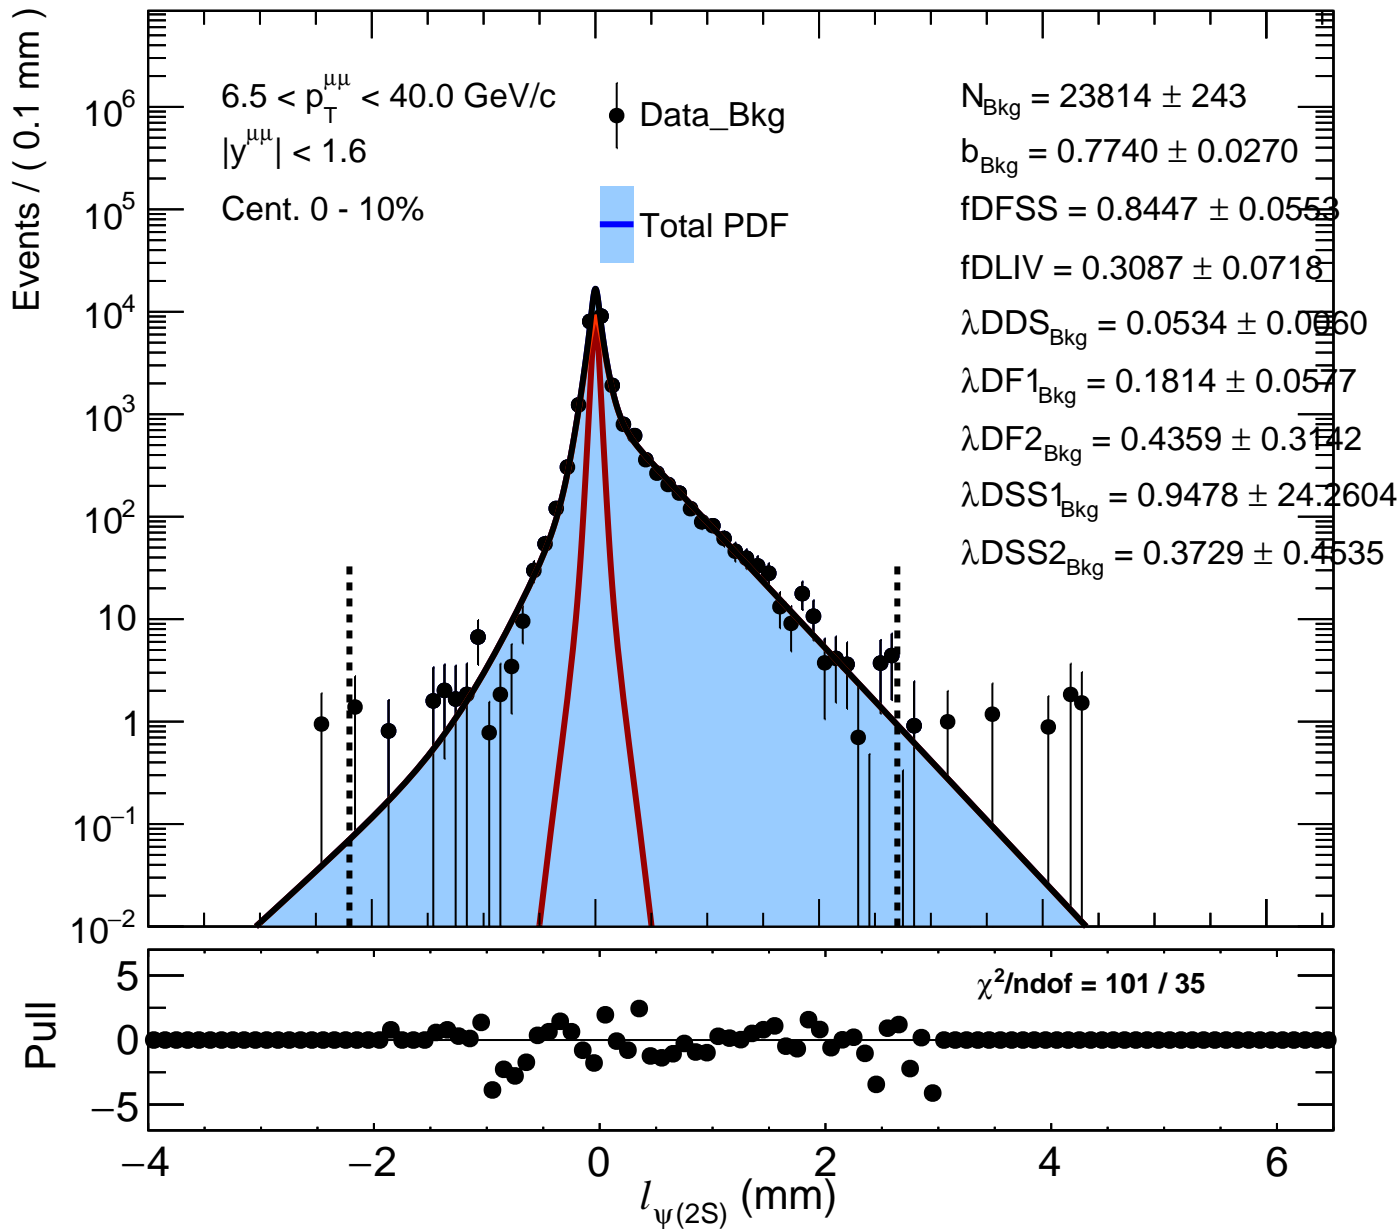 Events / ( 0.1 mm )
10^6
10^5
10^4
10^3
10^2
10
1
10^−1
10^−2
6.5 < p_T^μμ < 40.0 GeV/c
|y^μμ| < 1.6
Cent. 0 - 10%
Data_Bkg
Total PDF
N_Bkg = 23814 ± 243
b_Bkg = 0.7740 ± 0.0270
fDFSS = 0.8447 ± 0.0553
fDLIV = 0.3087 ± 0.0718
λDDS_Bkg = 0.0534 ± 0.0060
λDF1_Bkg = 0.1814 ± 0.0577
λDF2_Bkg = 0.4359 ± 0.3142
λDSS1_Bkg = 0.9478 ± 24.2604
λDSS2_Bkg = 0.3729 ± 0.4535
Pull
5
0
−5
χ²/ndof = 101 / 35
−4 −2 0 2 4 6
l_ψ(2S) (mm)